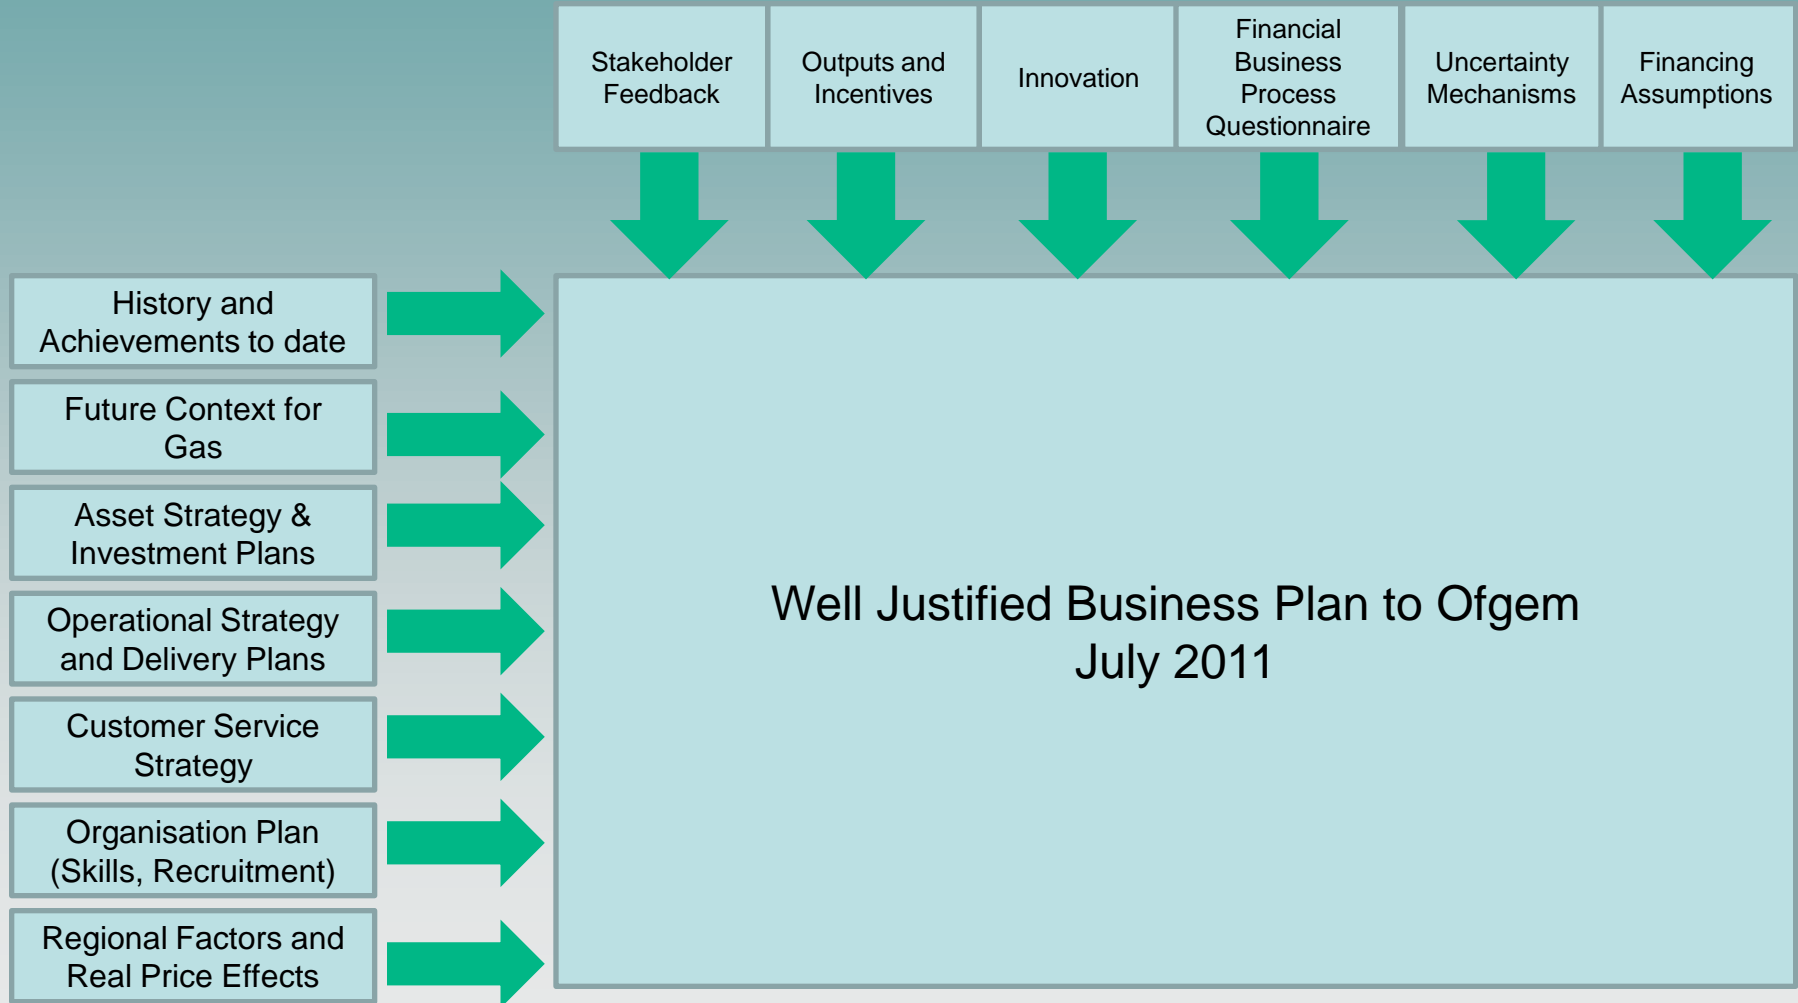 Stakeholder
Feedback
Outputs and
Incentives
Innovation
Financial
Business
Process
Questionnaire
Uncertainty
Mechanisms
Financing
Assumptions
History and
Achievements to date
Future Context for
Gas
Asset Strategy &
Investment Plans
Operational Strategy
and Delivery Plans
Customer Service
Strategy
Organisation Plan
(Skills, Recruitment)
Regional Factors and
Real Price Effects
Well Justified Business Plan to Ofgem
July 2011